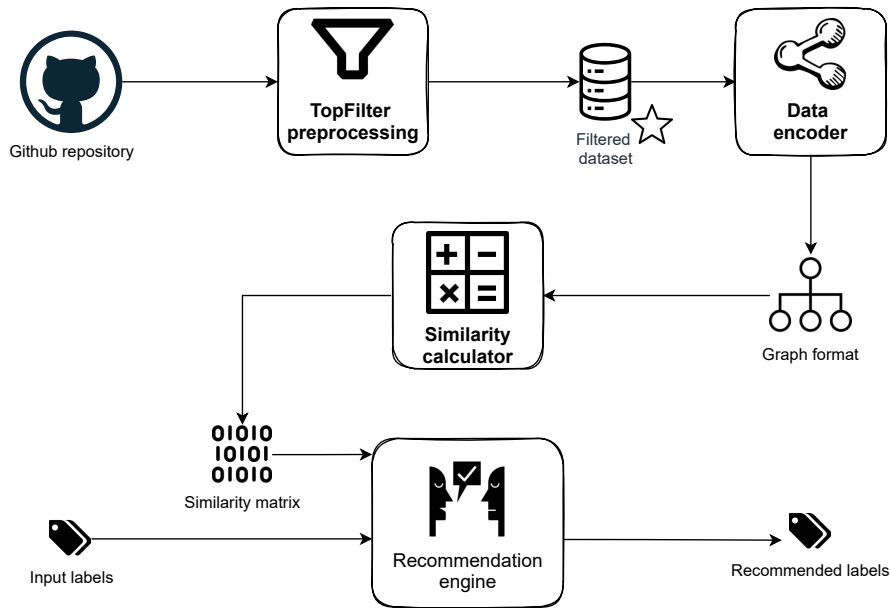 TopFilter
preprocessing
Data
encoder
Github repository
Filtered
dataset
Similarity
calculator
Graph format
01010
10101
01010
Similarity matrix
Input labels
Recommendation
engine
Recommended labels